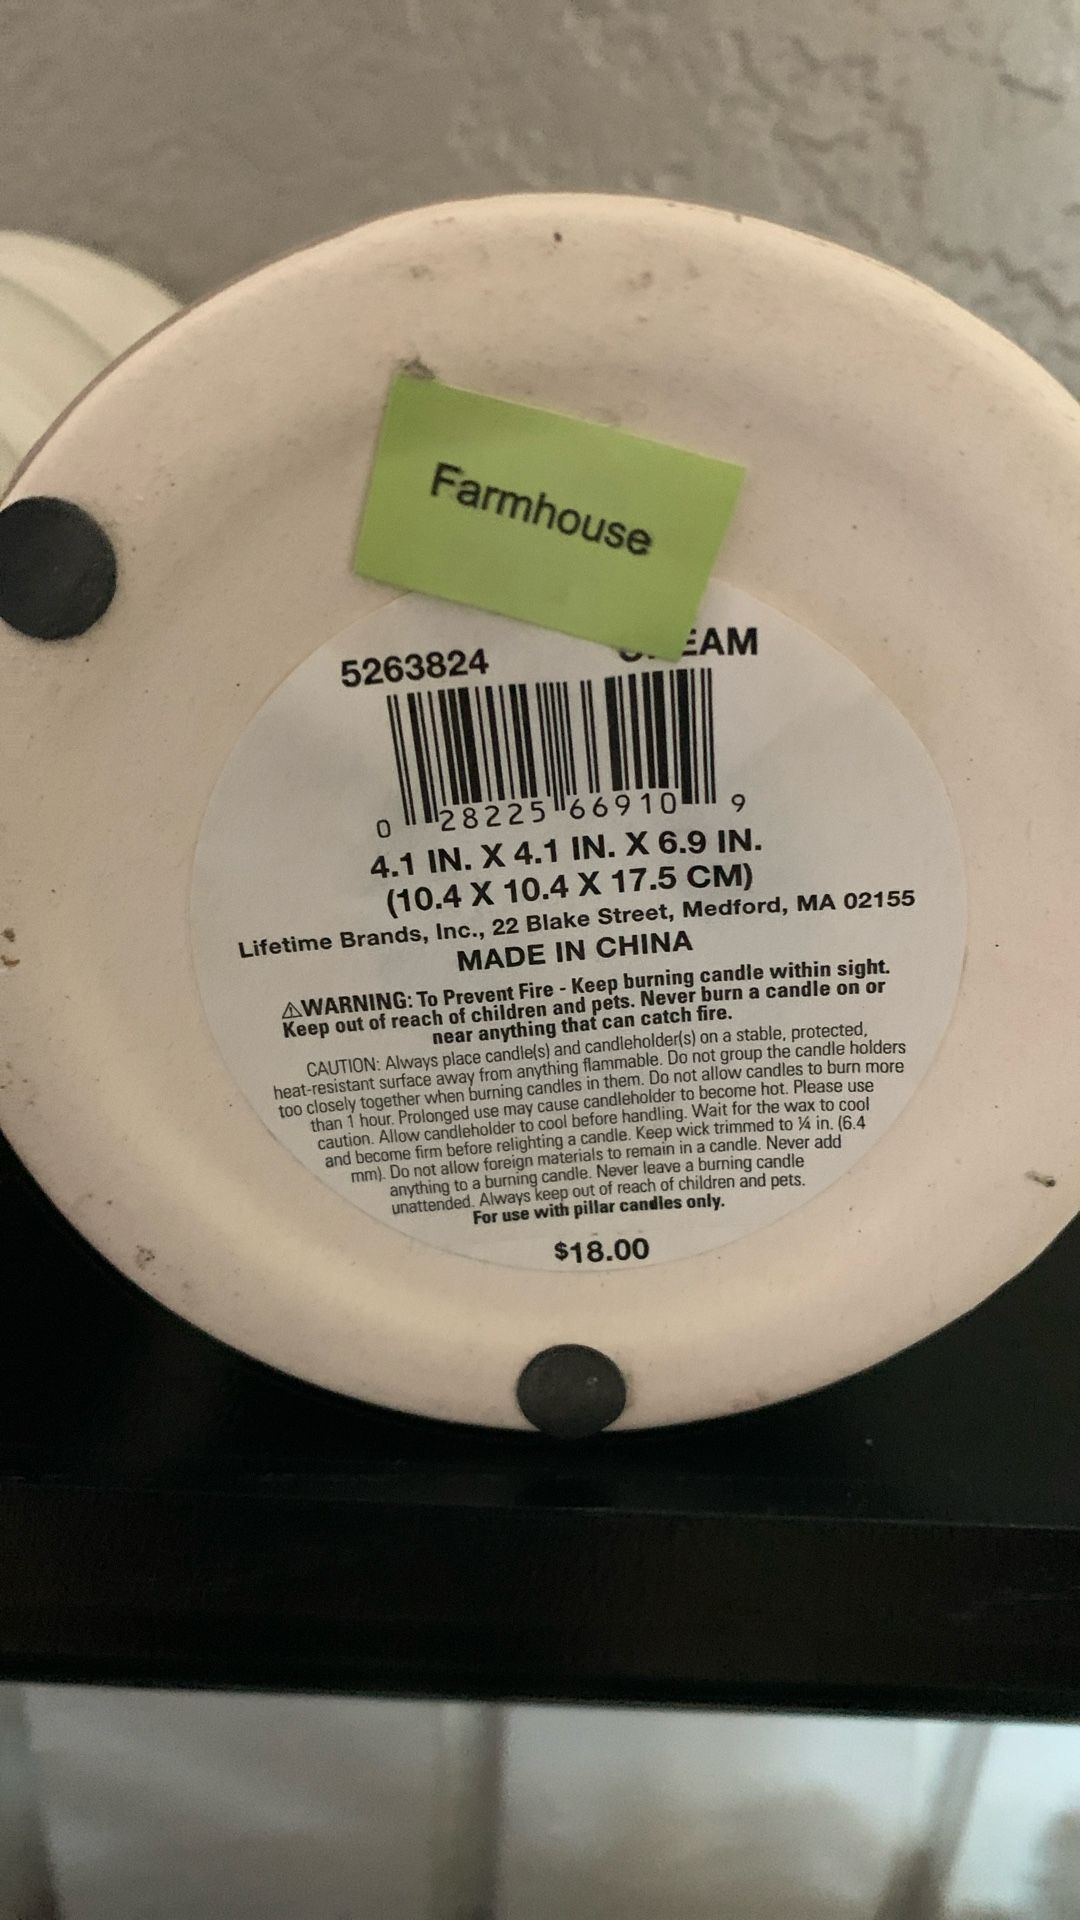 Farmhouse
5263824 EAM
0 28225 66910 9
4.1 IN. X 4.1 IN. X 6.9 IN.
(10.4 X 10.4 X 17.5 CM)
Lifetime Brands, Inc., 22 Blake Street, Medford, MA 02155
MADE IN CHINA
⚠WARNING: To Prevent Fire - Keep burning candle within sight.
Keep out of reach of children and pets. Never burn a candle on or
near anything that can catch fire.
CAUTION: Always place candle(s) and candleholder(s) on a stable, protected,
heat-resistant surface away from anything flammable. Do not group the candle holders
too closely together when burning candles in them. Do not allow candles to burn more
than 1 hour. Prolonged use may cause candleholder to become hot. Please use
caution. Allow candleholder to cool before handling. Wait for the wax to cool
and become firm before relighting a candle. Keep wick trimmed to ¼ in. (6.4
mm). Do not allow foreign materials to remain in a candle. Never add
anything to a burning candle. Never leave a burning candle
unattended. Always keep out of reach of children and pets.
For use with pillar candles only.
$18.00